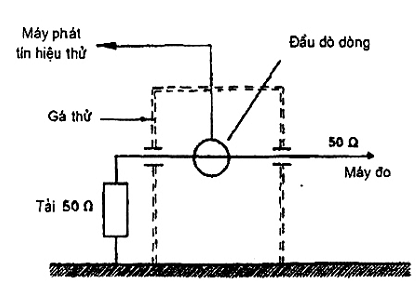 Máy phát
tín hiệu thử
Đầu dò dòng
Gá thử
50 Ω
Máy đo
Tải 50 Ω